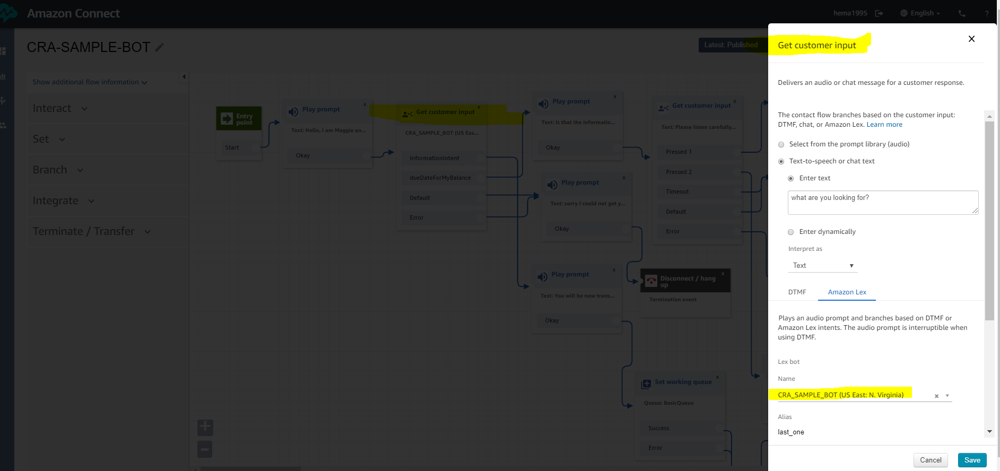 Amazon Connect
hema1995
English
?
CRA-SAMPLE-BOT
Latest: Published
Show additional flow information
Interact
Set
Branch
Integrate
Terminate / Transfer
Entry
point
Start
x
Play prompt
Text: Hello, I am Maggie an...
Okay
x
Get customer input
CRA_SAMPLE_BOT (US Eas...
InformationIntent
dueDateForMyBalance
Default
Error
x
Play prompt
Text: Is that the informatio...
Okay
x
Play prompt
Text: sorry I could not get y...
Okay
x
Play prompt
Text: You will be now trans...
Okay
x
Get customer input
Text: Please listen carefully...
Pressed 1
Pressed 2
Timeout
Default
Error
x
Disconnect / hang
up
Termination event
x
Set working queue
Queue: BasicQueue
Success
Error
Get customer input
Delivers an audio or chat message for a customer response.
The contact flow branches based on the customer input:
DTMF, chat, or Amazon Lex. Learn more
Select from the prompt library (audio)
Text-to-speech or chat text
Enter text
what are you looking for?
Enter dynamically
Interpret as
Text
DTMF
Amazon Lex
Plays an audio prompt and branches based on DTMF or
Amazon Lex intents. The audio prompt is interruptible when
using DTMF.
Lex bot
Name
CRA_SAMPLE_BOT (US East: N. Virginia)
Alias
last_one
Cancel
Save